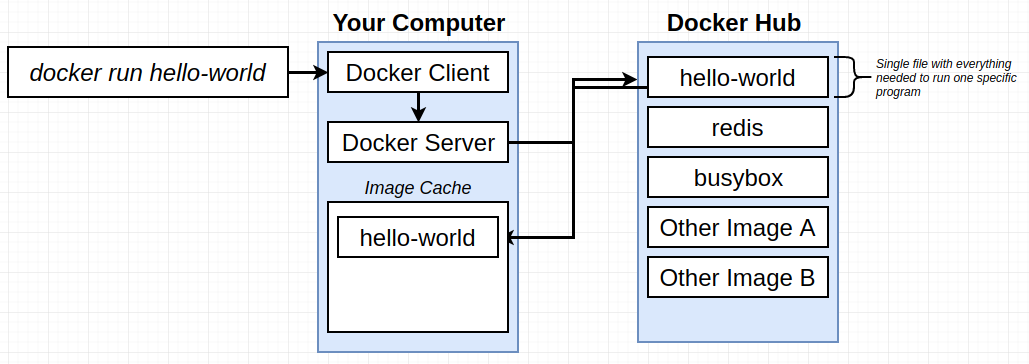 Your Computer
Docker Hub
docker run hello-world
Docker Client
Docker Server
Image Cache
hello-world
hello-world
redis
busybox
Other Image A
Other Image B
Single file with everything
needed to run one specific
program